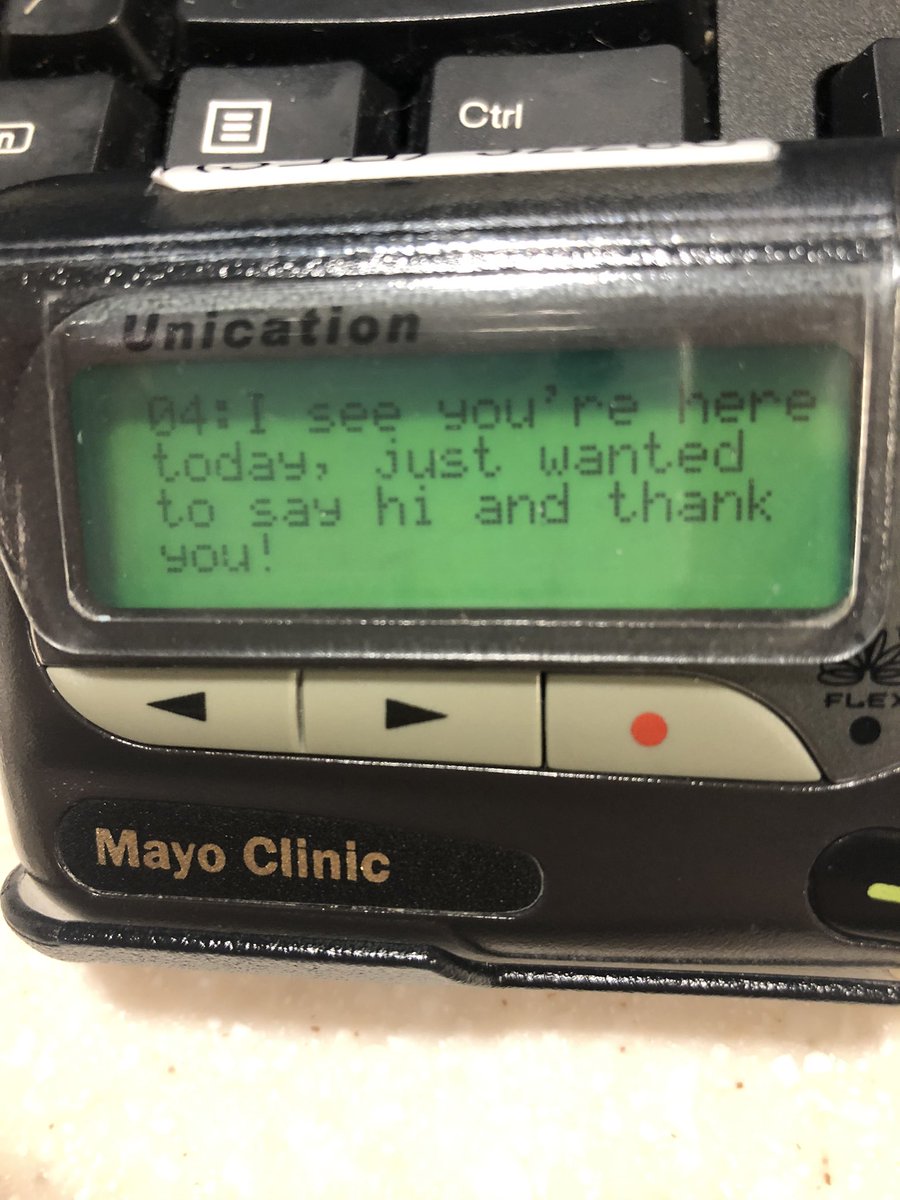 Ctrl
Unication
04:I see you're here
today, just wanted
to say hi and thank
you!
FLEX
Mayo Clinic